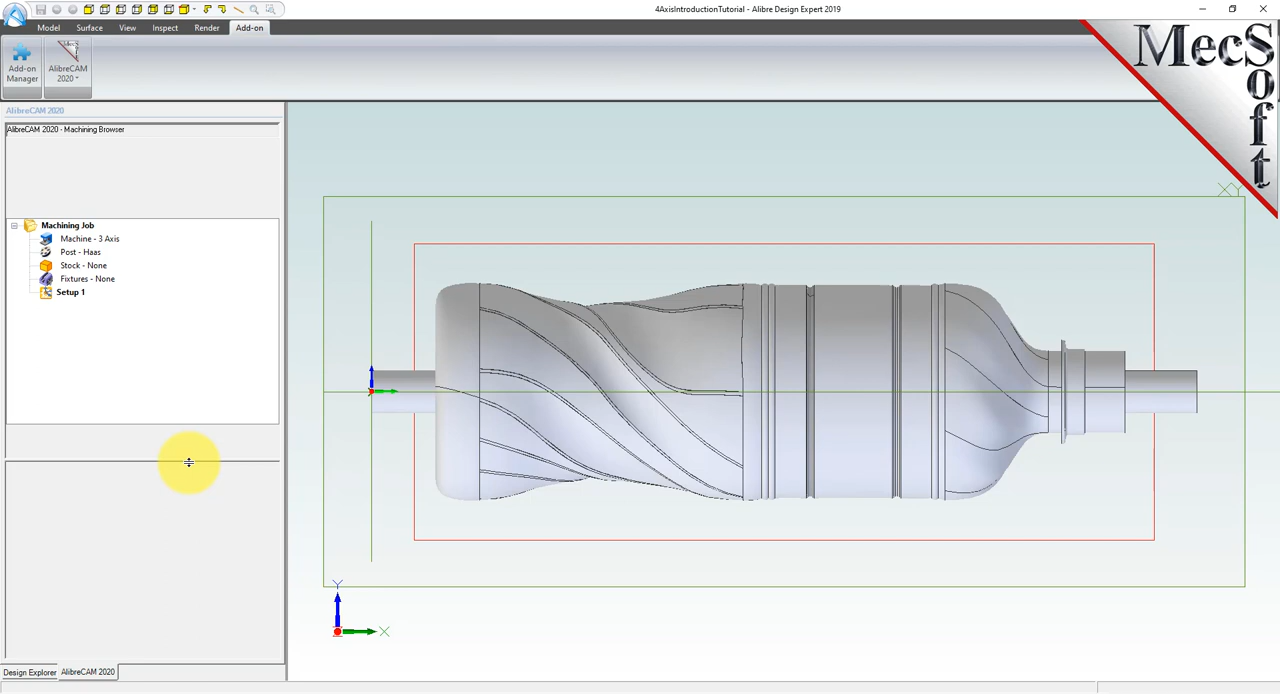 4AxisIntroductionTutorial - Alibre Design Expert 2019
Model Surface View Inspect Render Add-on
Add-on Manager
AlibreCAM 2020
MecSoft
AlibreCAM 2020
AlibreCAM 2020 - Machining Browser
Machining Job
Machine - 3 Axis
Post - Haas
Stock - None
Fixtures - None
Setup 1
XY
Y
X
Design Explorer AlibreCAM 2020